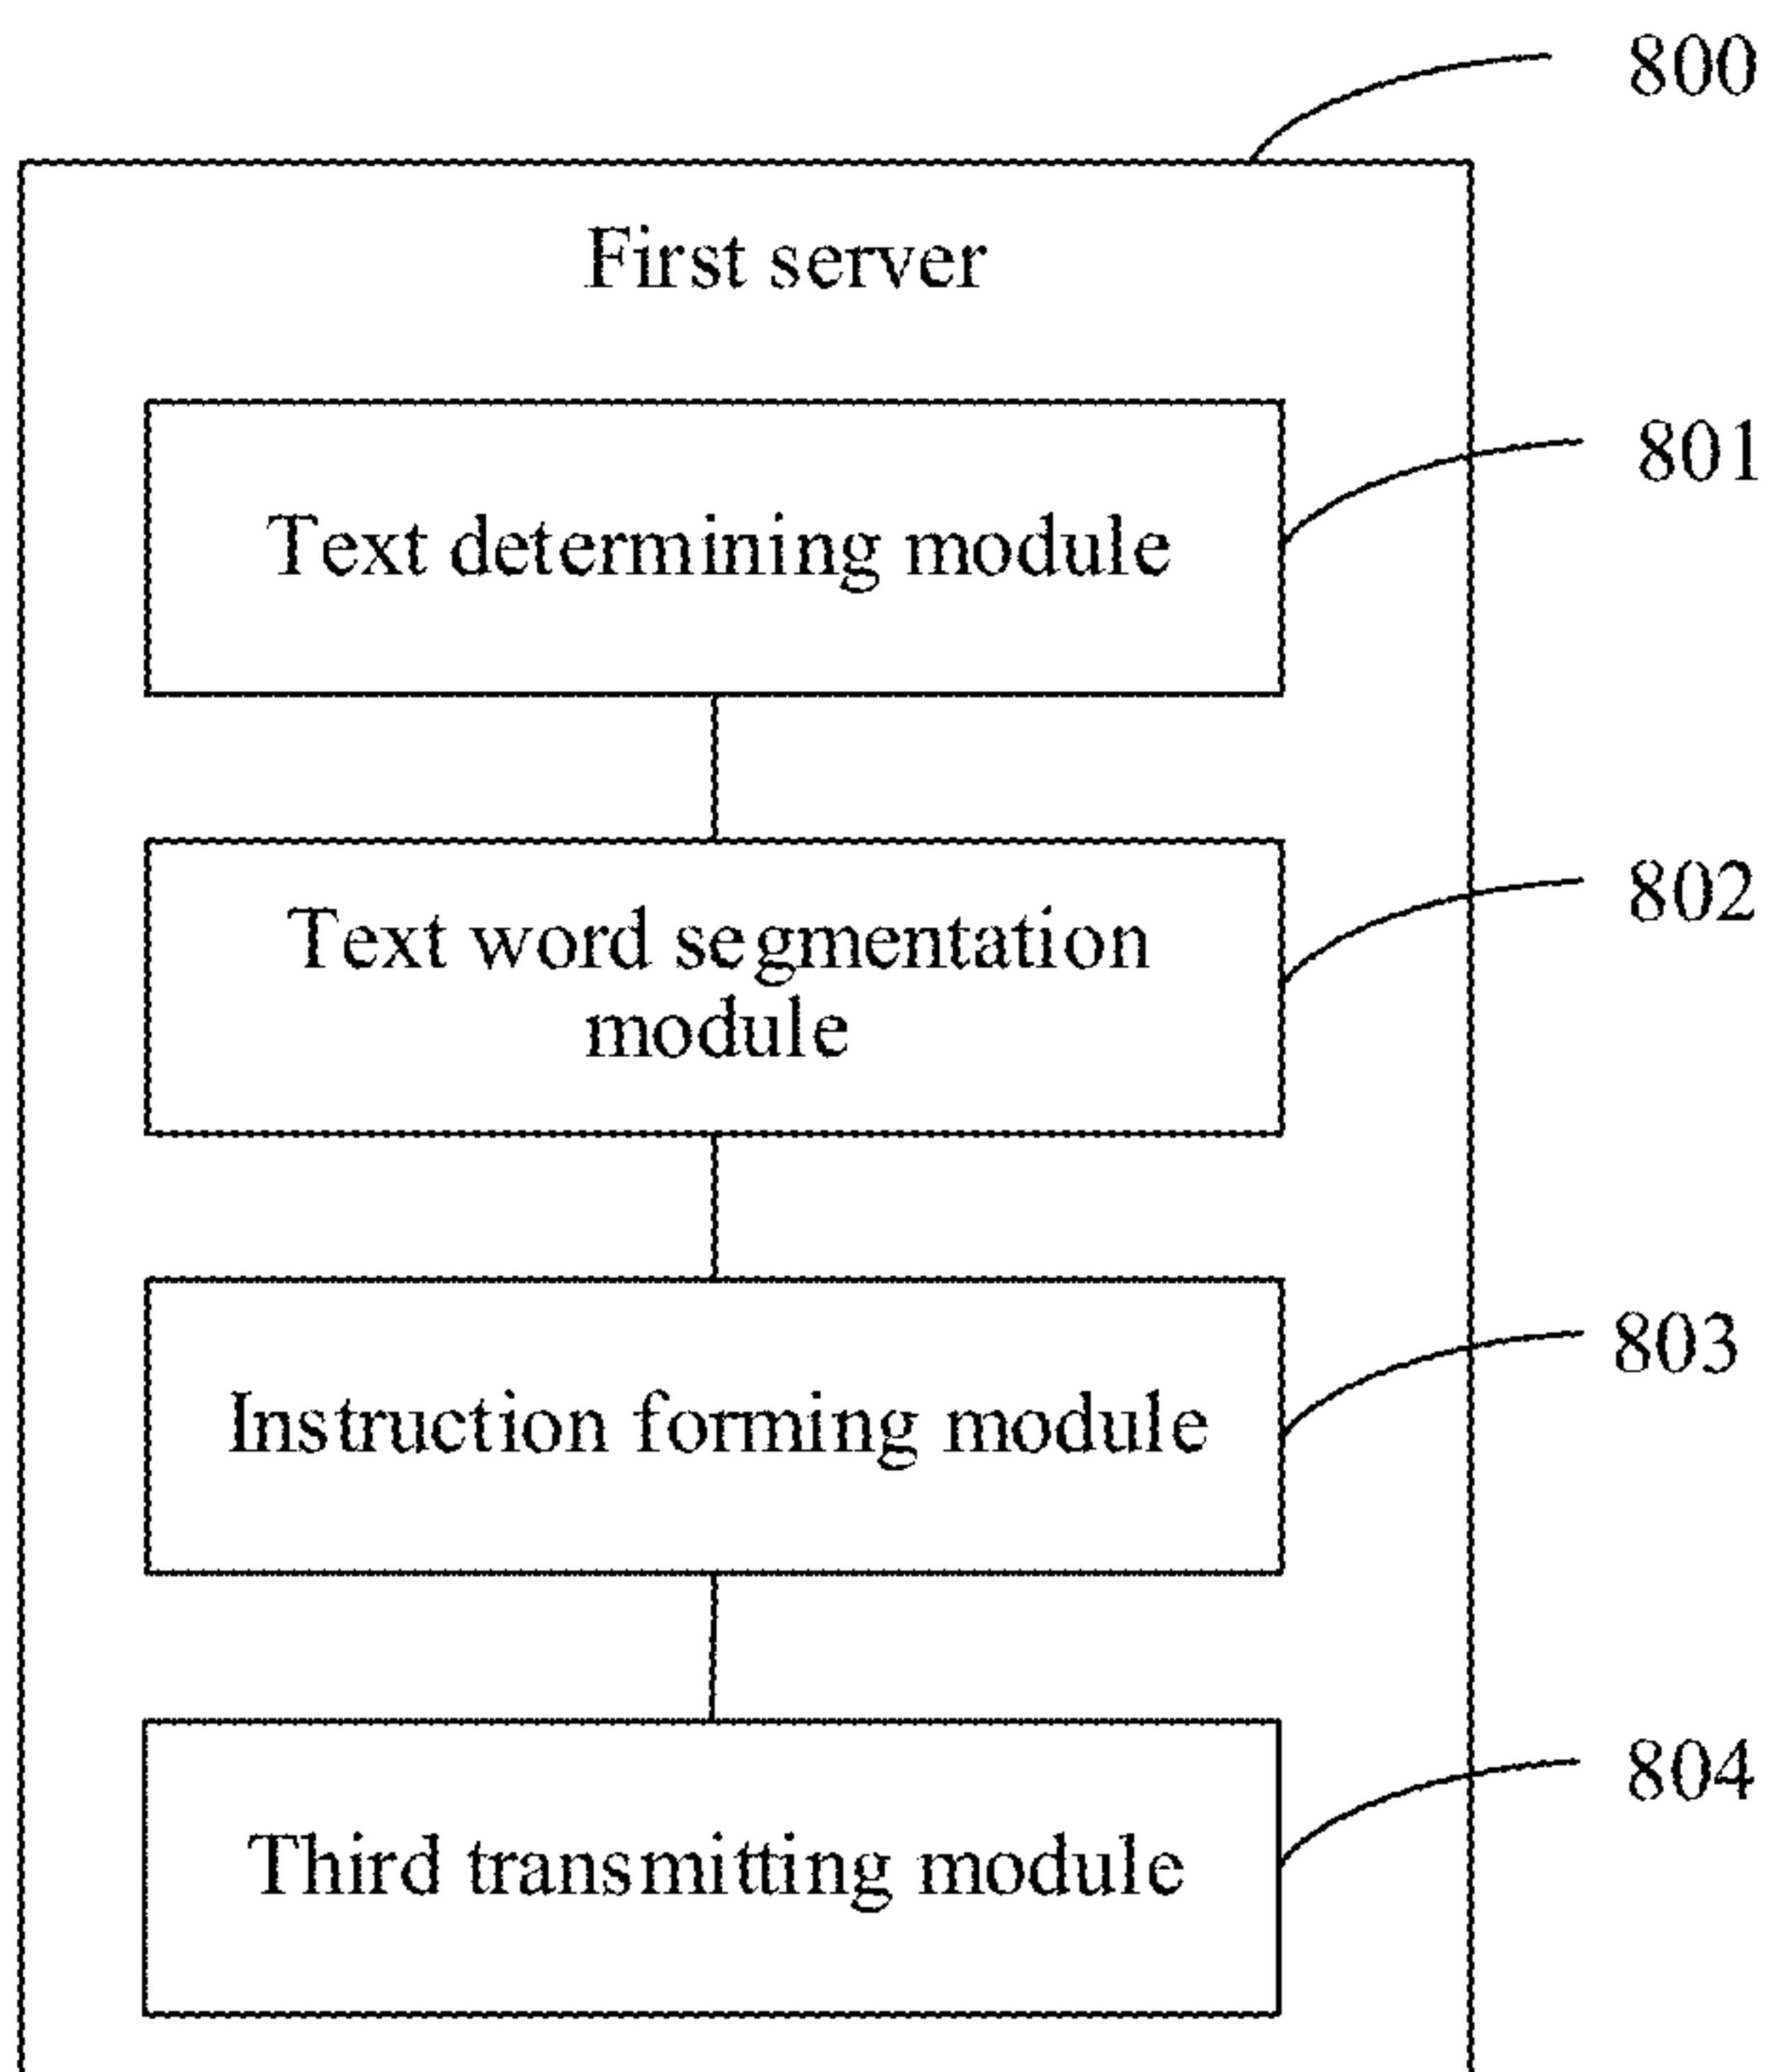 800
First server
801
Text determining module
802
Text word segmentation
module
803
Instruction forming module
804
Third transmitting module